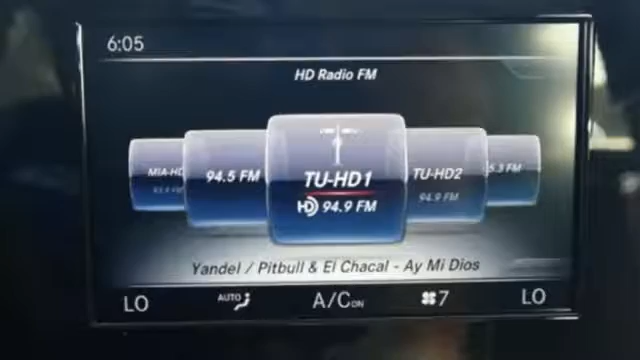 6:05
HD Radio FM
MIA-HD
94.5 FM
TU-HD1
HD 94.9 FM
TU-HD2
94.9 FM
5.3 FM
Yandel / Pitbull & El Chacal - Ay Mi Dios
LO
AUTO
A/C ON
7
LO